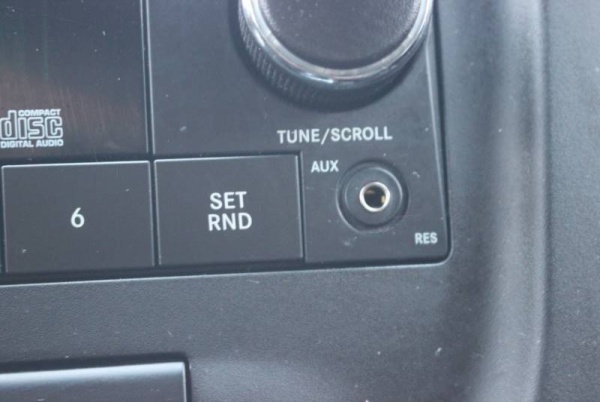 COMPACT
disc
DIGITAL AUDIO
TUNE/SCROLL
6
SET
RND
AUX
RES